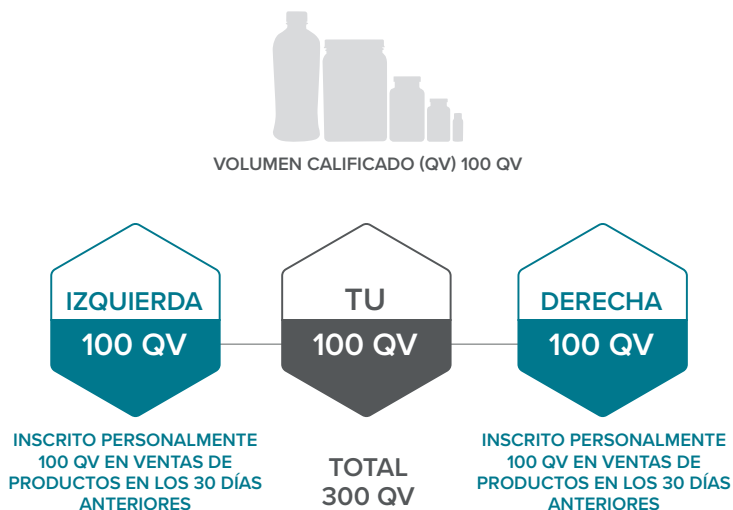 VOLUMEN CALIFICADO (QV) 100 QV
IZQUIERDA
100 QV
INSCRITO PERSONALMENTE
100 QV EN VENTAS DE
PRODUCTOS EN LOS 30 DÍAS
ANTERIORES
TU
100 QV
TOTAL
300 QV
DERECHA
100 QV
INSCRITO PERSONALMENTE
100 QV EN VENTAS DE
PRODUCTOS EN LOS 30 DÍAS
ANTERIORES